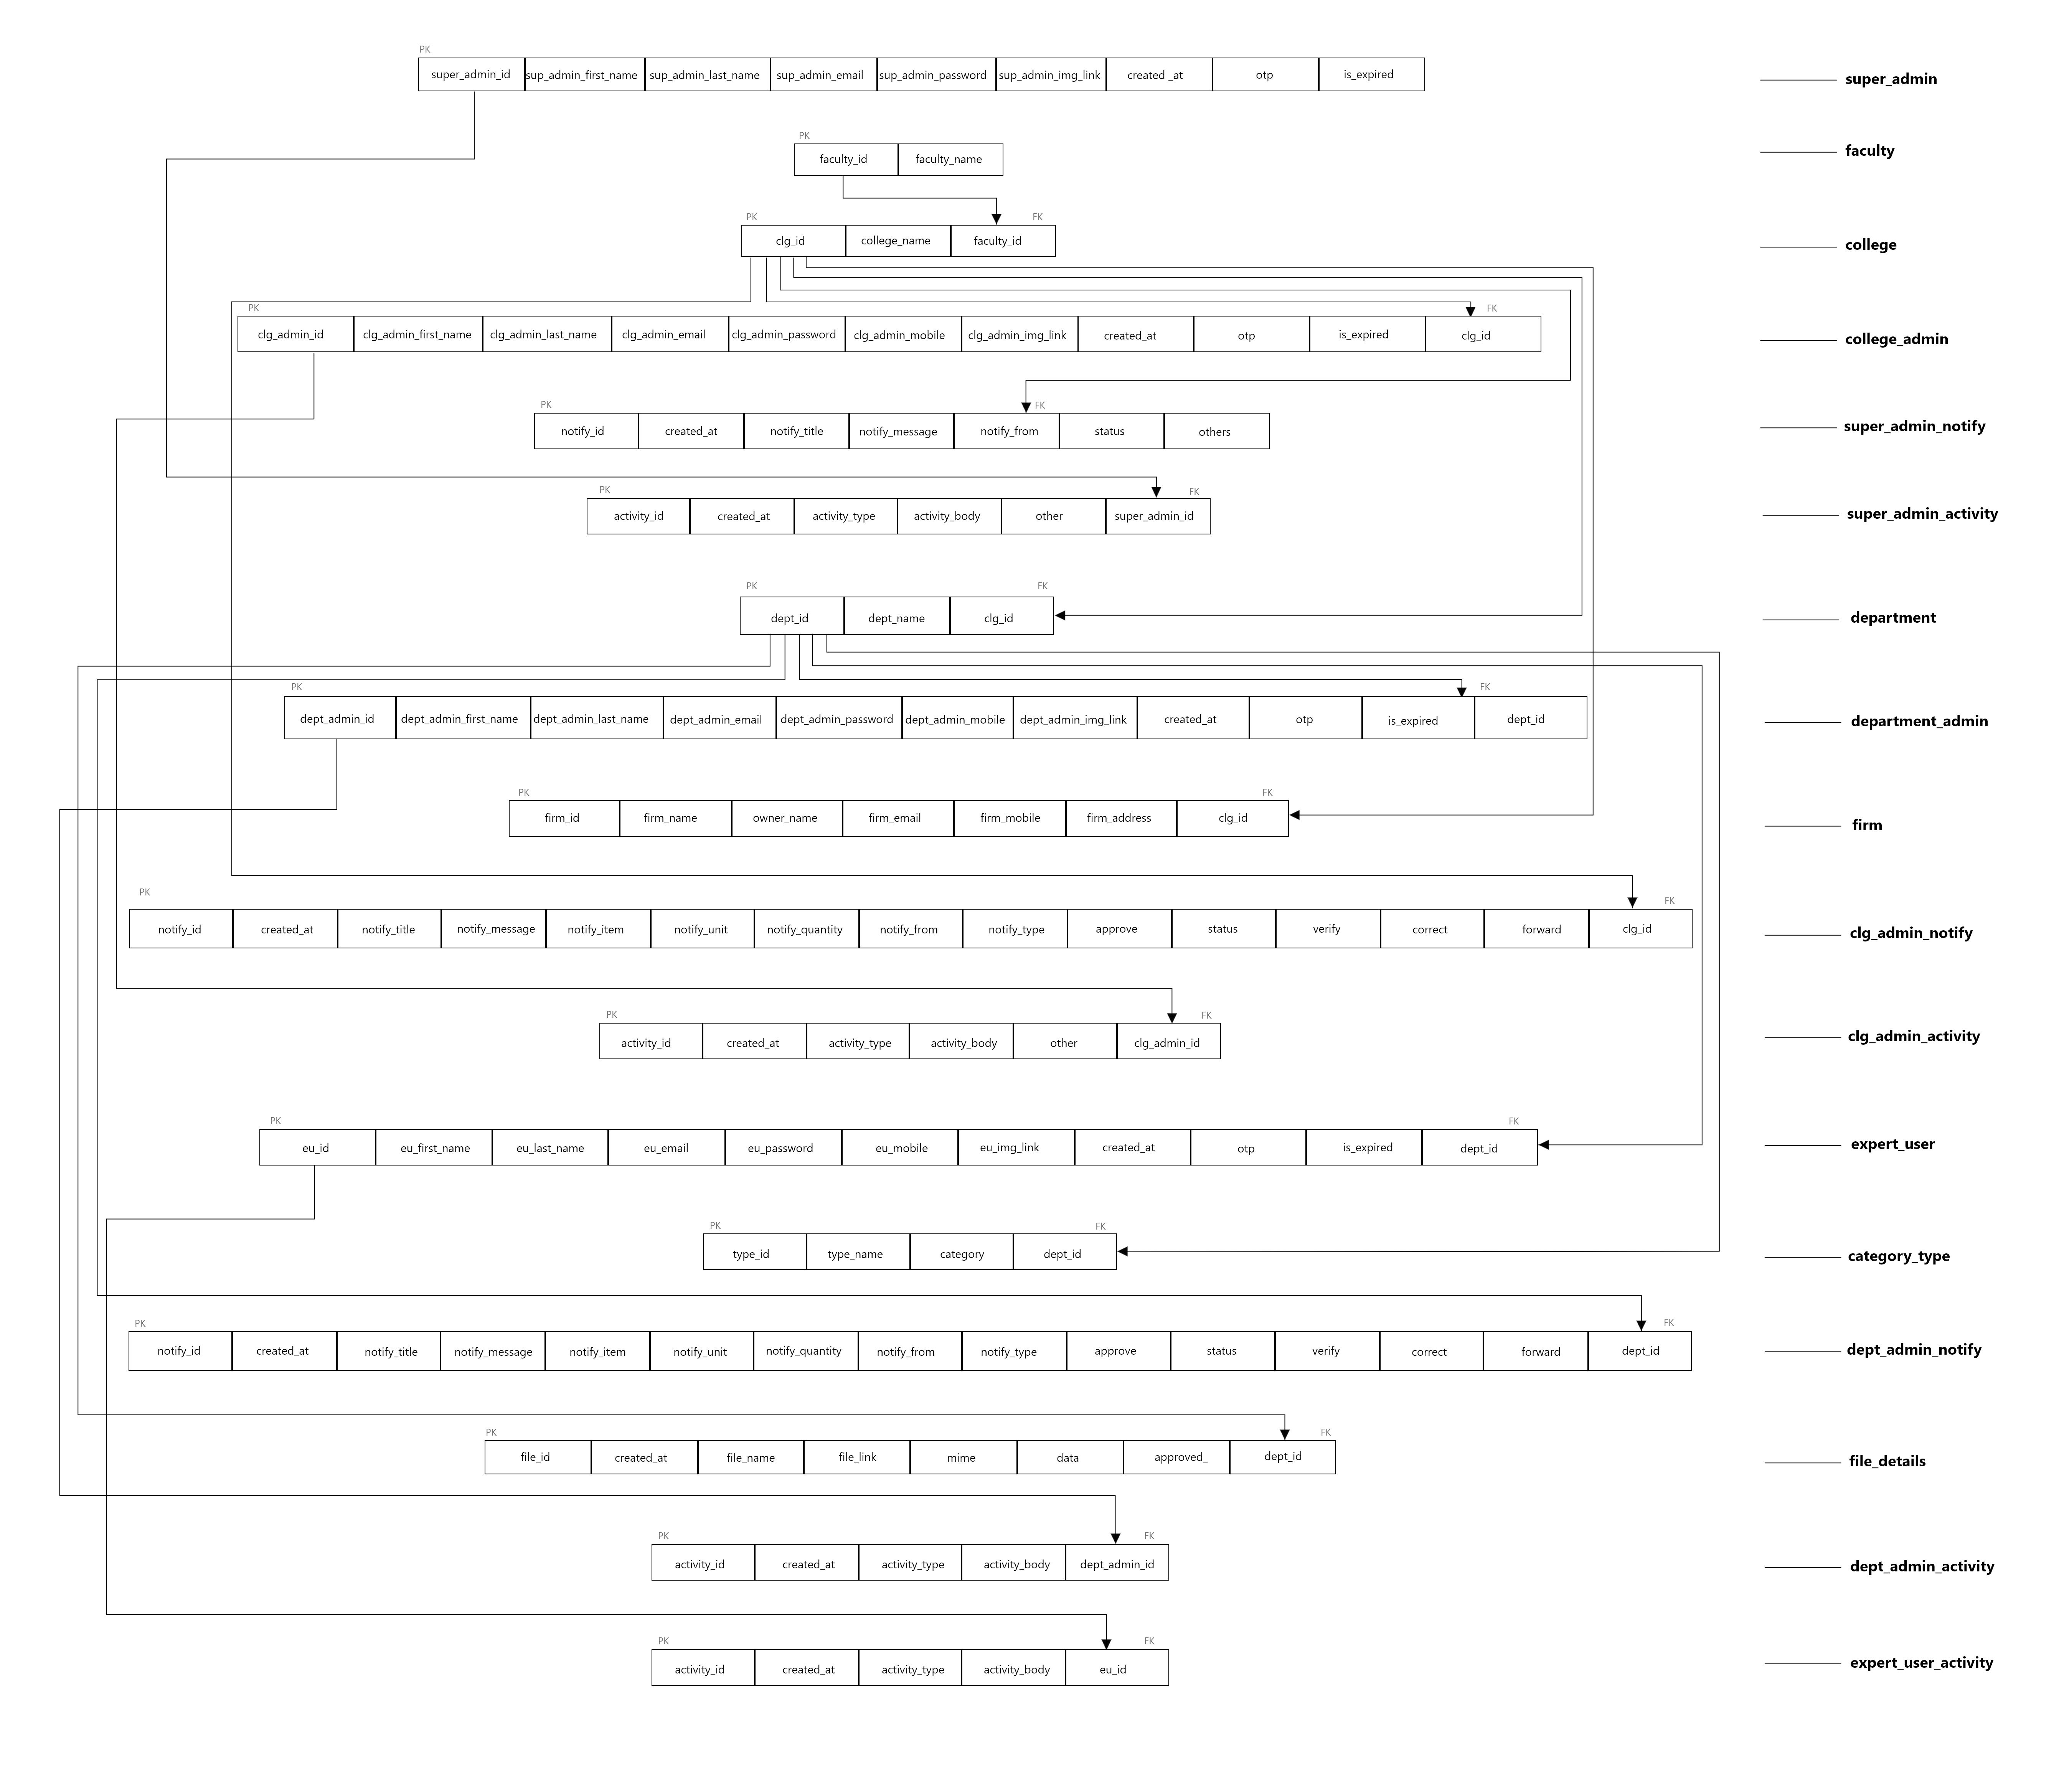 PK
super_admin_id sup_admin_first_name sup_admin_last_name sup_admin_email sup_admin_password sup_admin_img_link created _at otp is_expired super_admin
PK
faculty_id faculty_name faculty
PK FK
clg_id college_name faculty_id college
PK FK
clg_admin_id clg_admin_first_name clg_admin_last_name clg_admin_email clg_admin_password clg_admin_mobile clg_admin_img_link created_at otp is_expired clg_id college_admin
PK FK
notify_id created_at notify_title notify_message notify_from status others super_admin_notify
PK FK
activity_id created_at activity_type activity_body other super_admin_id super_admin_activity
PK FK
dept_id dept_name clg_id department
PK FK
dept_admin_id dept_admin_first_name dept_admin_last_name dept_admin_email dept_admin_password dept_admin_mobile dept_admin_img_link created_at otp is_expired dept_id department_admin
PK FK
firm_id firm_name owner_name firm_email firm_mobile firm_address clg_id firm
PK FK
notify_id created_at notify_title notify_message notify_item notify_unit notify_quantity notify_from notify_type approve status verify correct forward clg_id clg_admin_notify
PK FK
activity_id created_at activity_type activity_body other clg_admin_id clg_admin_activity
PK FK
eu_id eu_first_name eu_last_name eu_email eu_password eu_mobile eu_img_link created_at otp is_expired dept_id expert_user
PK FK
type_id type_name category dept_id category_type
PK FK
notify_id created_at notify_title notify_message notify_item notify_unit notify_quantity notify_from notify_type approve status verify correct forward dept_id dept_admin_notify
PK FK
file_id created_at file_name file_link mime data approved_ dept_id file_details
PK FK
activity_id created_at activity_type activity_body dept_admin_id dept_admin_activity
PK FK
activity_id created_at activity_type activity_body eu_id expert_user_activity